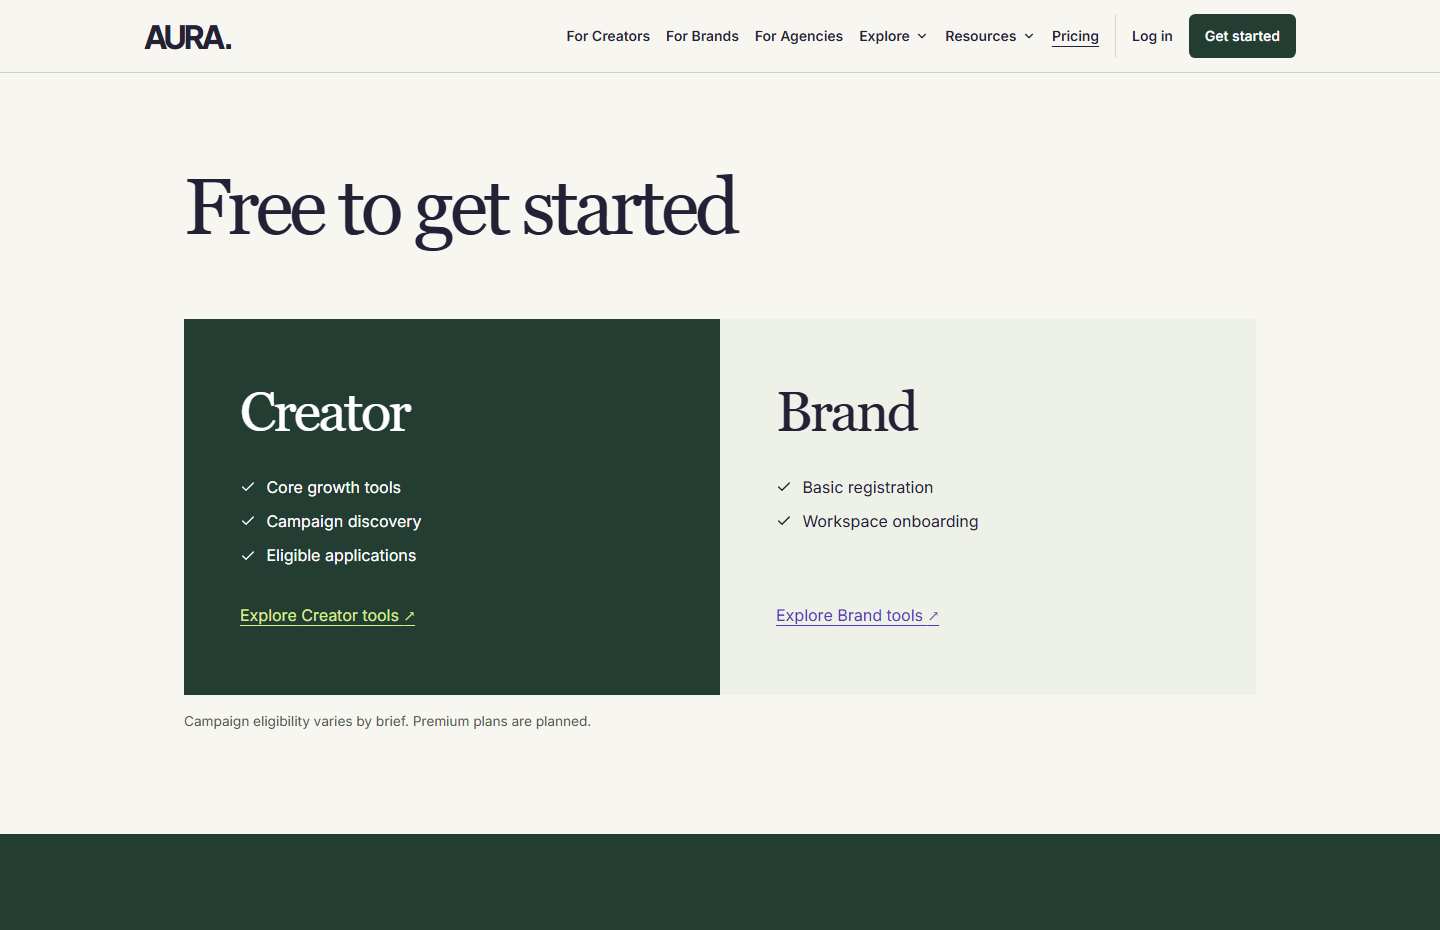 AURA.
For Creators
For Brands
For Agencies
Explore
Resources
Pricing
Log in
Get started
Free to get started
Creator
Core growth tools
Campaign discovery
Eligible applications
Explore Creator tools ↗
Brand
Basic registration
Workspace onboarding
Explore Brand tools ↗
Campaign eligibility varies by brief. Premium plans are planned.